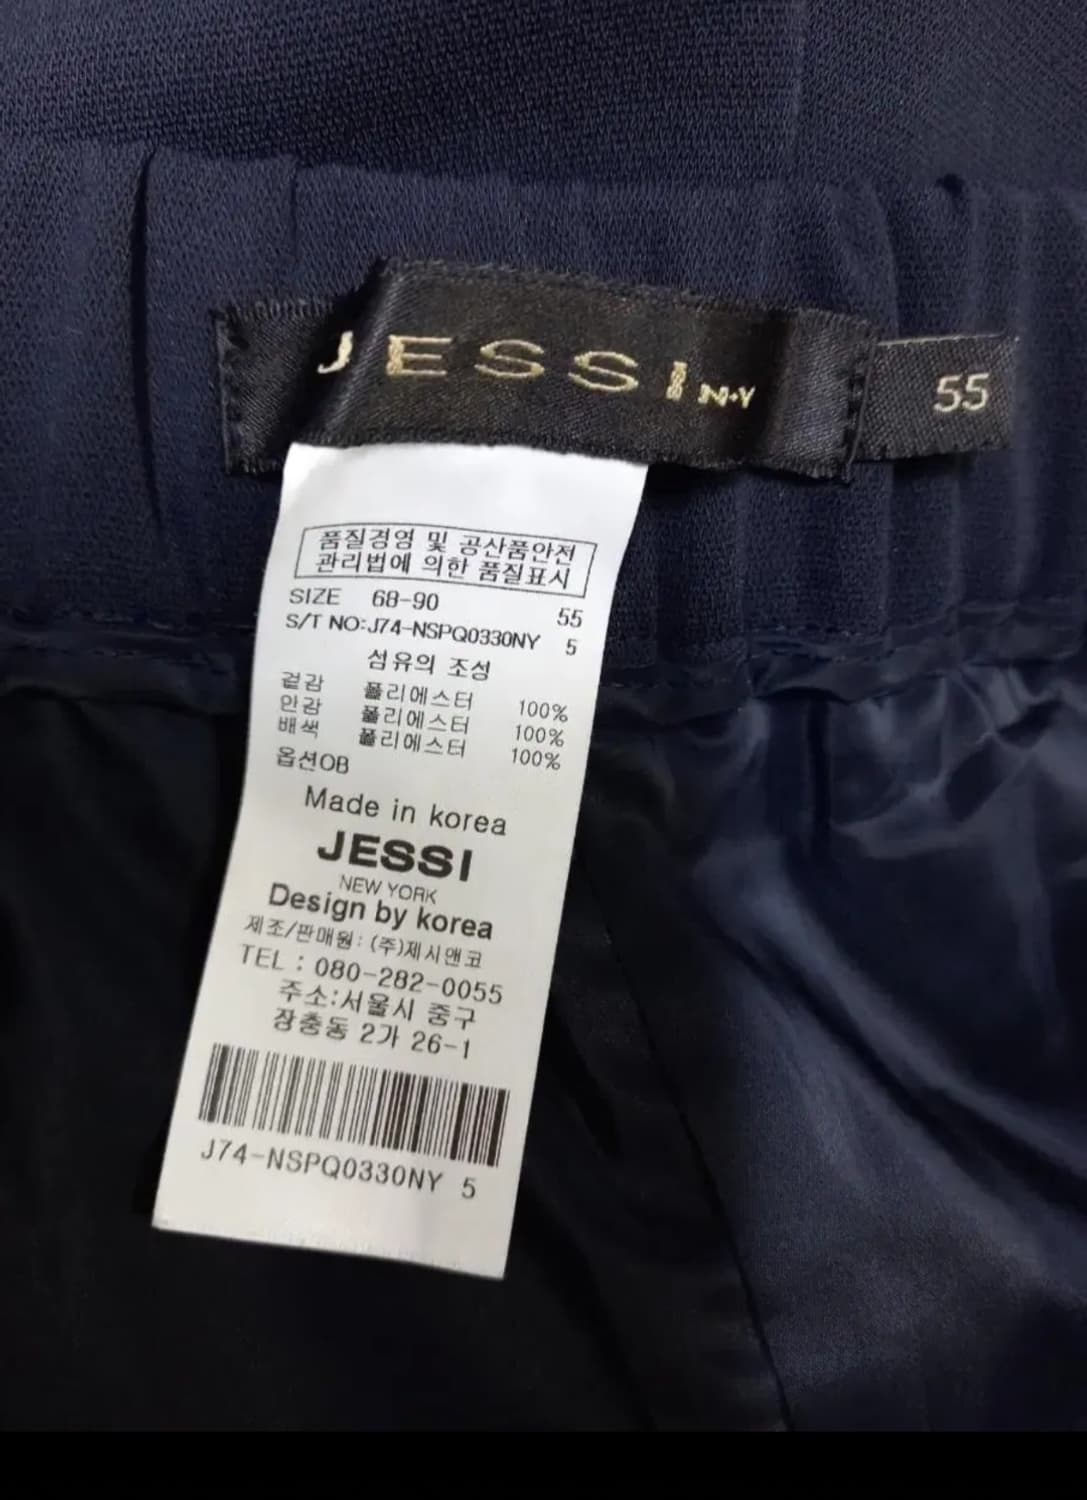 JESSI N·Y
55
품질경영 및 공산품안전
관리법에 의한 품질표시
SIZE 68-90 55
S/T NO:J74-NSPQ0330NY 5
섬유의 조성
겉감 폴리에스터 100%
안감 폴리에스터 100%
배색 폴리에스터 100%
옵션OB
Made in korea
JESSI
NEW YORK
Design by korea
제조/판매원: (주)제시앤코
TEL : 080-282-0055
주소:서울시 중구
장충동 2가 26-1
J74-NSPQ0330NY 5